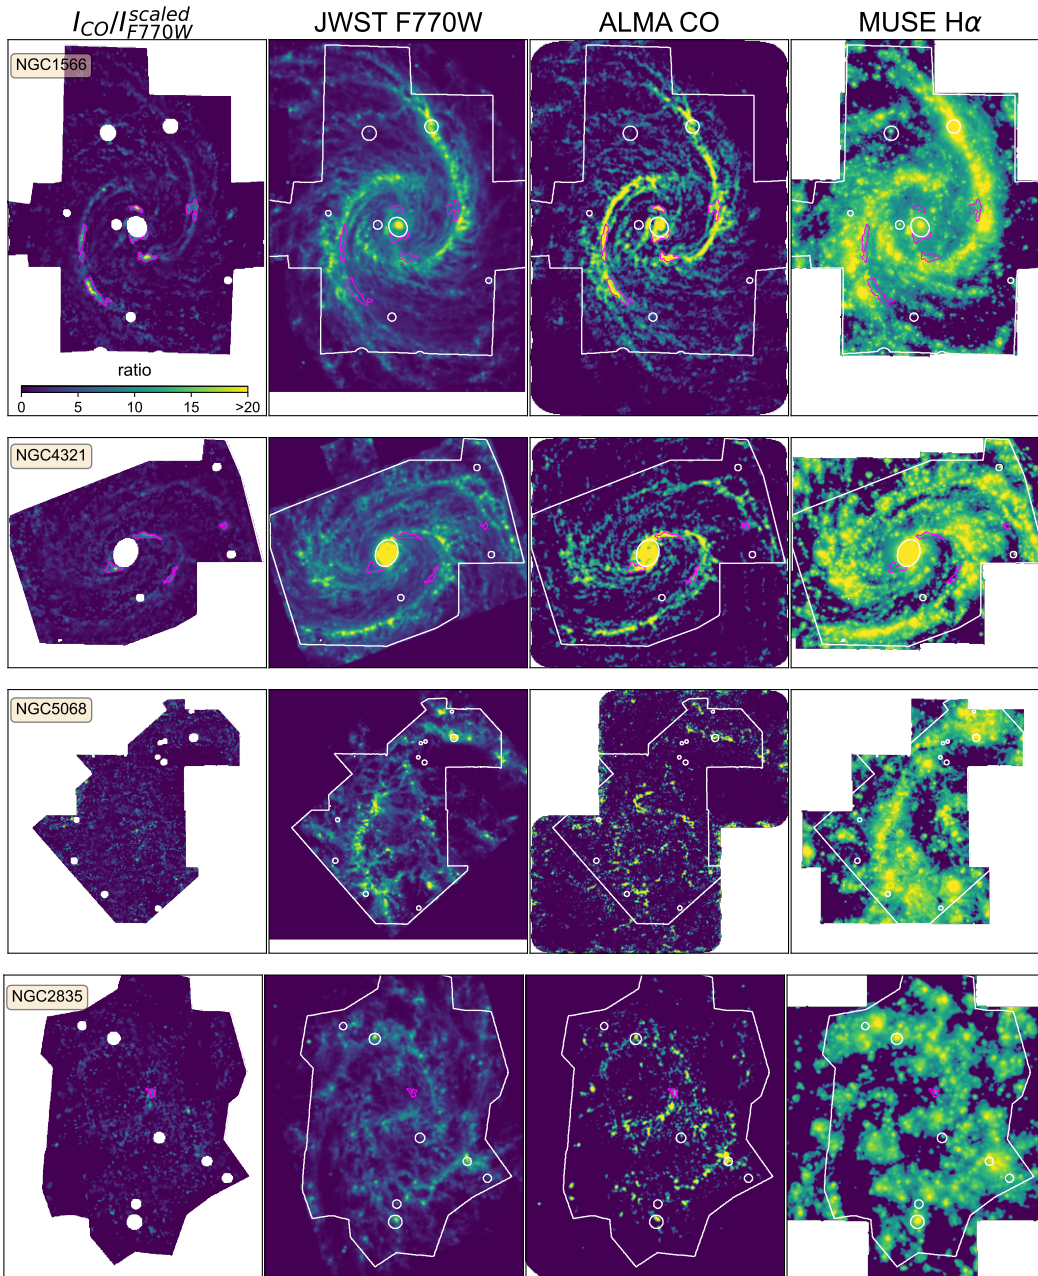 I_CO/I_F770W^scaled JWST F770W ALMA CO MUSE Hα
NGC1566
ratio
0 5 10 15 >20
NGC4321
NGC5068
NGC2835